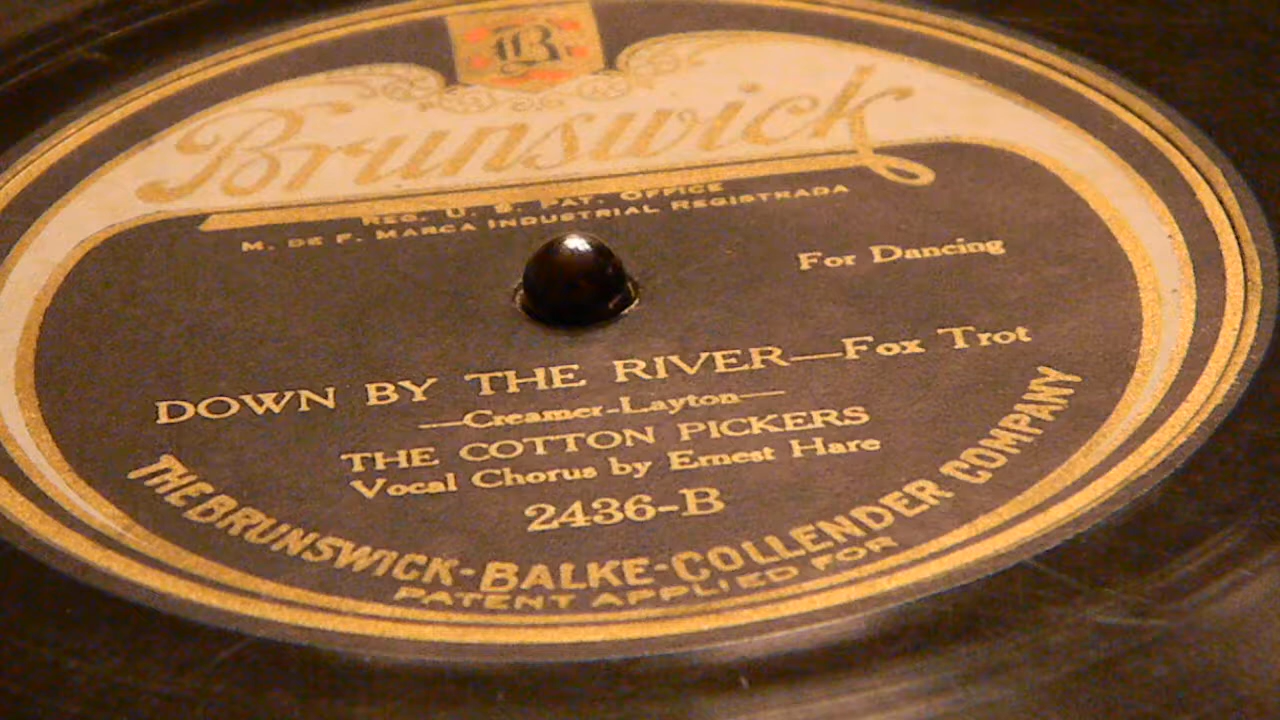 B
Brunswick
REG. U. S. PAT. OFFICE
M. DE F. MARCA INDUSTRIAL REGISTRADA
For Dancing
DOWN BY THE RIVER—Fox Trot
—Creamer-Layton—
THE COTTON PICKERS
Vocal Chorus by Ernest Hare
2436-B
THE BRUNSWICK-BALKE-COLLENDER COMPANY
PATENT APPLIED FOR